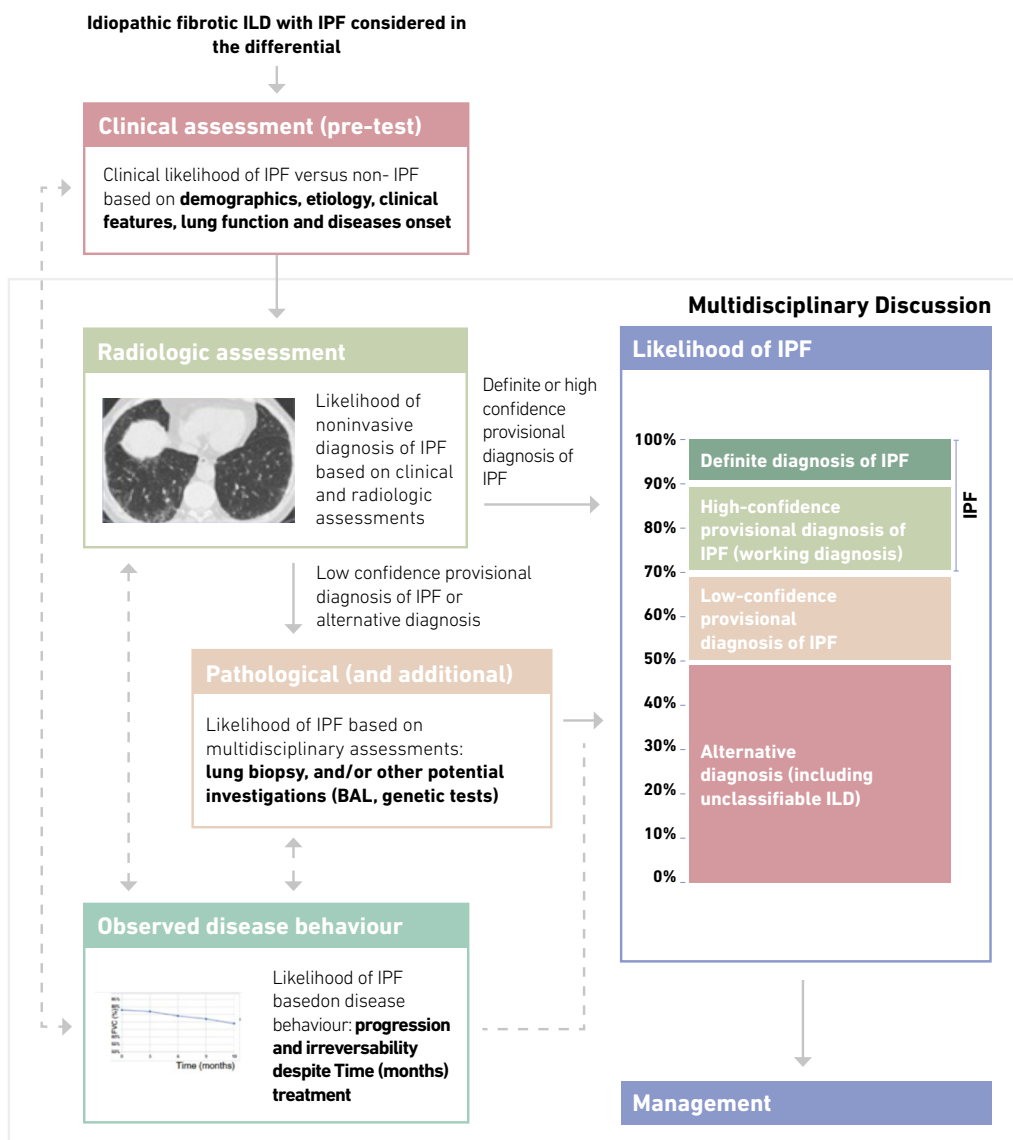 Idiopathic fibrotic ILD with IPF considered in
the differential
Clinical assessment (pre-test)
Clinical likelihood of IPF versus non- IPF
based on demographics, etiology, clinical
features, lung function and diseases onset
Multidisciplinary Discussion
Radiologic assessment
Likelihood of
noninvasive
diagnosis of IPF
based on clinical
and radiologic
assessments
Definite or high
confidence
provisional
diagnosis of
IPF
Low confidence provisional
diagnosis of IPF or
alternative diagnosis
Pathological (and additional)
Likelihood of IPF based on
multidisciplinary assessments:
lung biopsy, and/or other potential
investigations (BAL, genetic tests)
Observed disease behaviour
FVC (%)
Time (months)
Likelihood of IPF
basedon disease
behaviour: progression
and irreversability
despite Time (months)
treatment
Likelihood of IPF
100%
90%
80%
70%
60%
50%
40%
30%
20%
10%
0%
Definite diagnosis of IPF
High-confidence
provisional diagnosis of
IPF (working diagnosis)
Low-confidence
provisional
diagnosis of IPF
Alternative
diagnosis (including
unclassifiable ILD)
IPF
Management